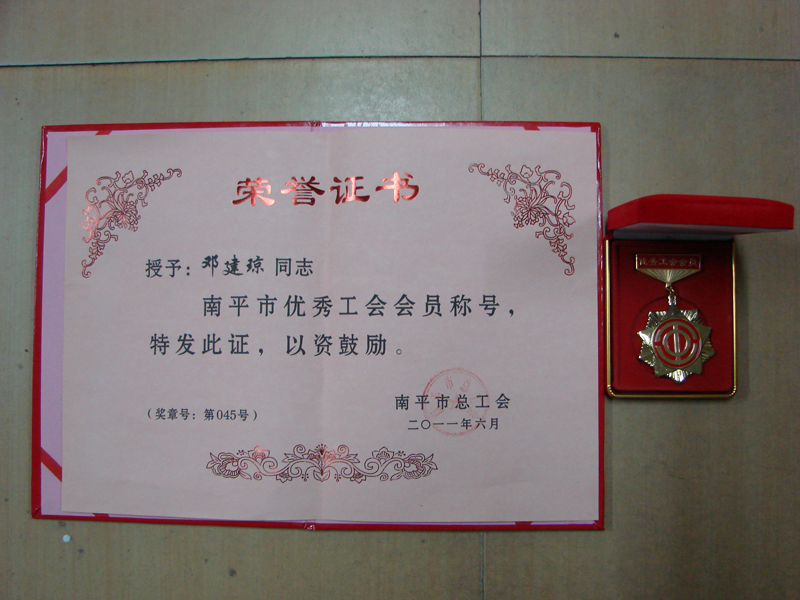 荣誉证书
授予：邓建琼 同志
南平市优秀工会会员称号，
特发此证，以资鼓励。
（奖章号：第045号）
南平市总工会
二〇一一年六月
优秀工会会员